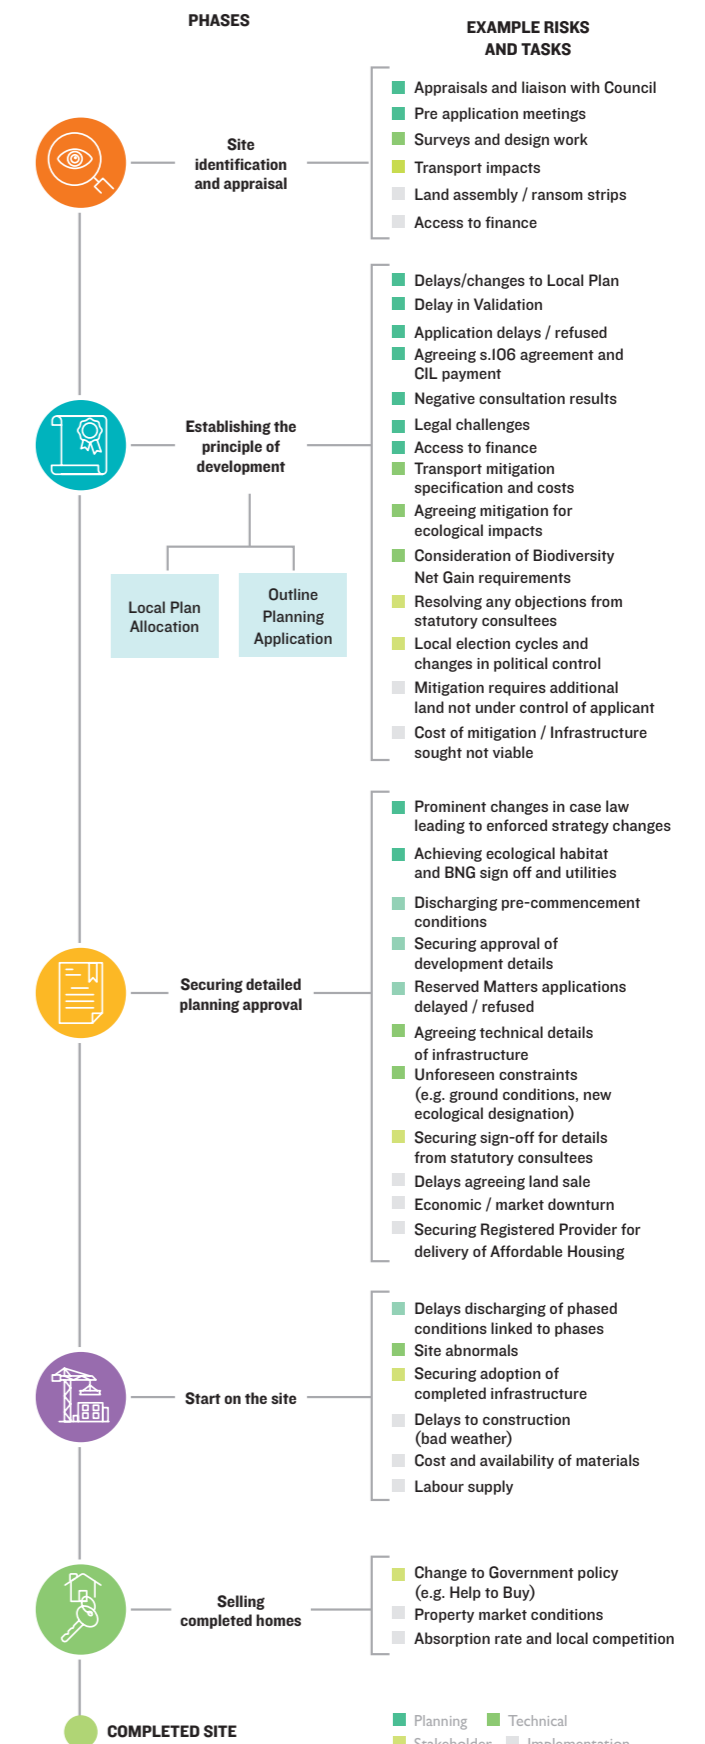 PHASES
EXAMPLE RISKS
AND TASKS
Site
identification
and appraisal
Appraisals and liaison with Council
Pre application meetings
Surveys and design work
Transport impacts
Land assembly / ransom strips
Access to finance
Establishing the
principle of
development
Local Plan
Allocation
Outline
Planning
Application
Delays/changes to Local Plan
Delay in Validation
Application delays / refused
Agreeing s.106 agreement and
CIL payment
Negative consultation results
Legal challenges
Access to finance
Transport mitigation
specification and costs
Agreeing mitigation for
ecological impacts
Consideration of Biodiversity
Net Gain requirements
Resolving any objections from
statutory consultees
Local election cycles and
changes in political control
Mitigation requires additional
land not under control of applicant
Cost of mitigation / Infrastructure
sought not viable
Securing detailed
planning approval
Prominent changes in case law
leading to enforced strategy changes
Achieving ecological habitat
and BNG sign off and utilities
Discharging pre-commencement
conditions
Securing approval of
development details
Reserved Matters applications
delayed / refused
Agreeing technical details
of infrastructure
Unforeseen constraints
(e.g. ground conditions, new
ecological designation)
Securing sign-off for details
from statutory consultees
Delays agreeing land sale
Economic / market downturn
Securing Registered Provider for
delivery of Affordable Housing
Start on the site
Delays discharging of phased
conditions linked to phases
Site abnormals
Securing adoption of
completed infrastructure
Delays to construction
(bad weather)
Cost and availability of materials
Labour supply
Selling
completed homes
Change to Government policy
(e.g. Help to Buy)
Property market conditions
Absorption rate and local competition
COMPLETED SITE
Planning Technical
Stakeholder Implementation